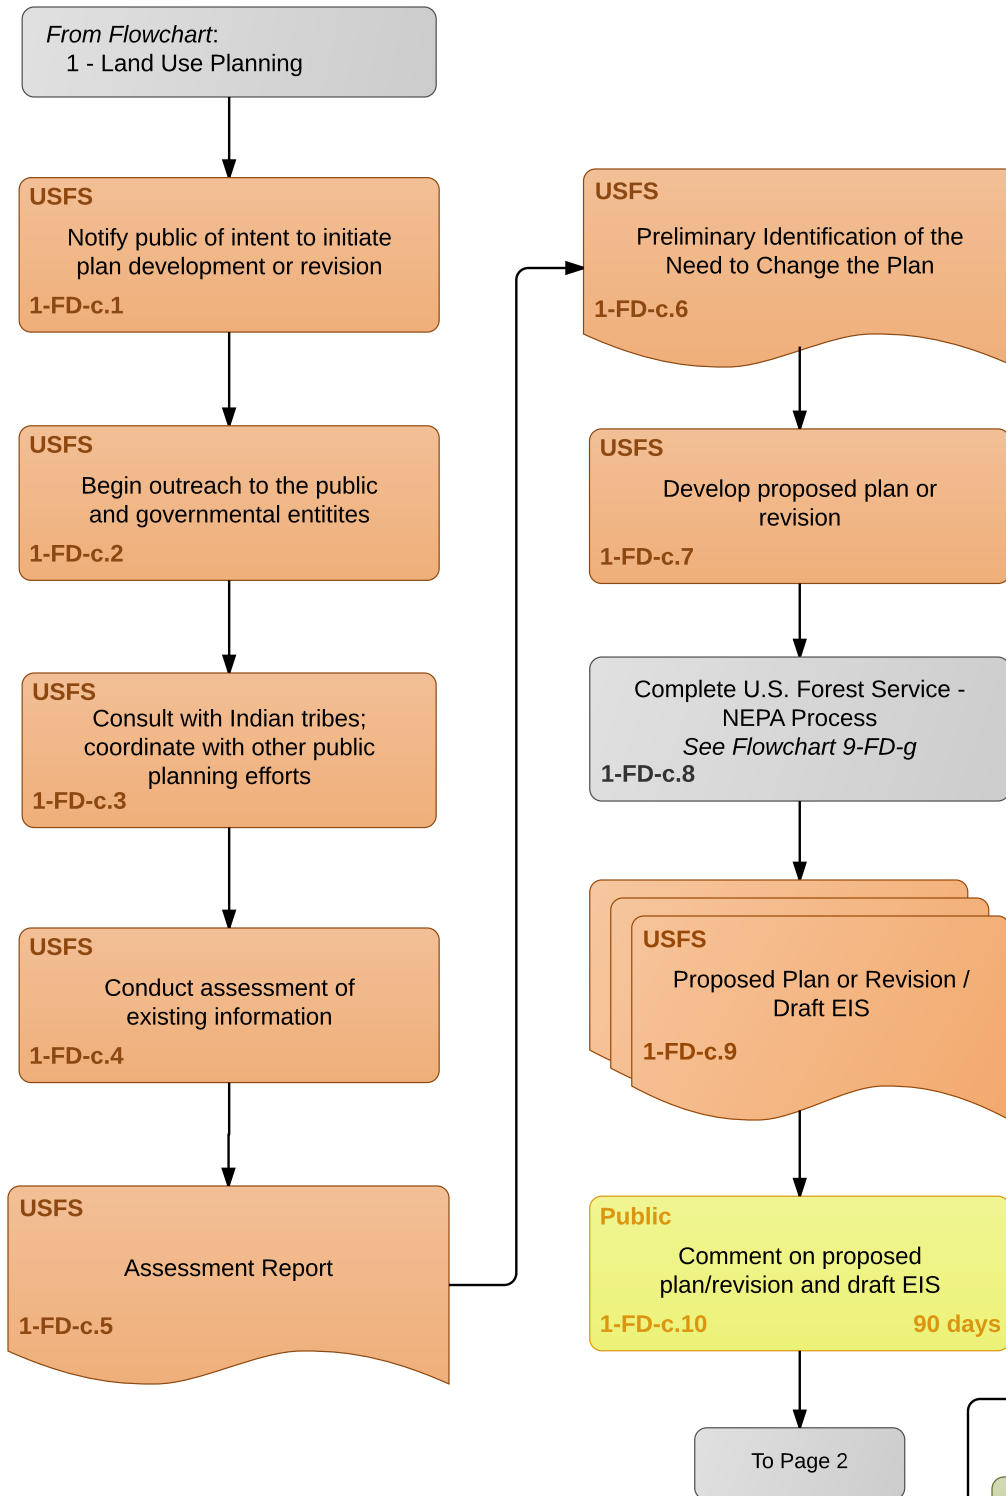 From Flowchart:
1 - Land Use Planning
USFS
Notify public of intent to initiate
plan development or revision
1-FD-c.1
USFS
Begin outreach to the public
and governmental entitites
1-FD-c.2
USFS
Consult with Indian tribes;
coordinate with other public
planning efforts
1-FD-c.3
USFS
Conduct assessment of
existing information
1-FD-c.4
USFS
Assessment Report
1-FD-c.5
USFS
Preliminary Identification of the
Need to Change the Plan
1-FD-c.6
USFS
Develop proposed plan or
revision
1-FD-c.7
Complete U.S. Forest Service -
NEPA Process
See Flowchart 9-FD-g
1-FD-c.8
USFS
Proposed Plan or Revision /
Draft EIS
1-FD-c.9
Public
Comment on proposed
plan/revision and draft EIS
1-FD-c.10 90 days
To Page 2